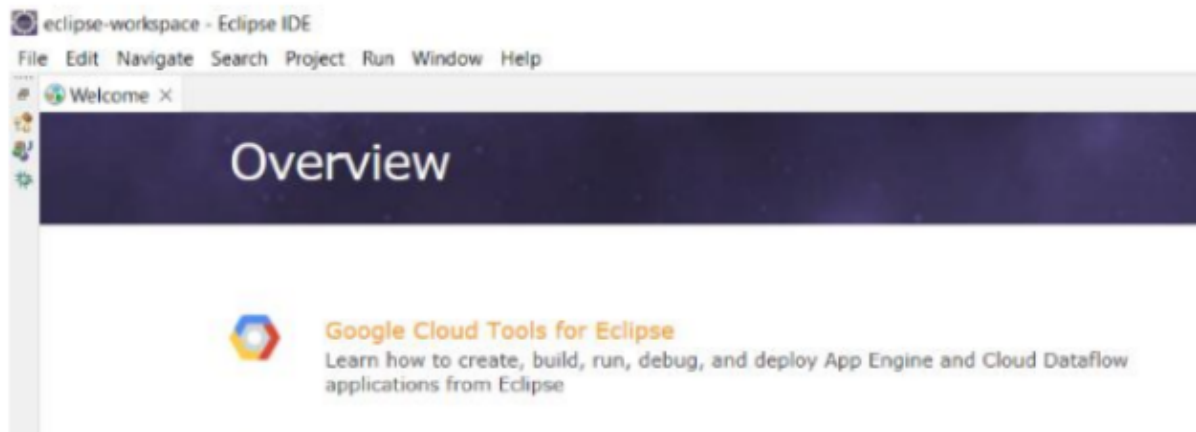 eclipse-workspace - Eclipse IDE
File Edit Navigate Search Project Run Window Help
Welcome
Overview
Google Cloud Tools for Eclipse
Learn how to create, build, run, debug, and deploy App Engine and Cloud Dataflow
applications from Eclipse